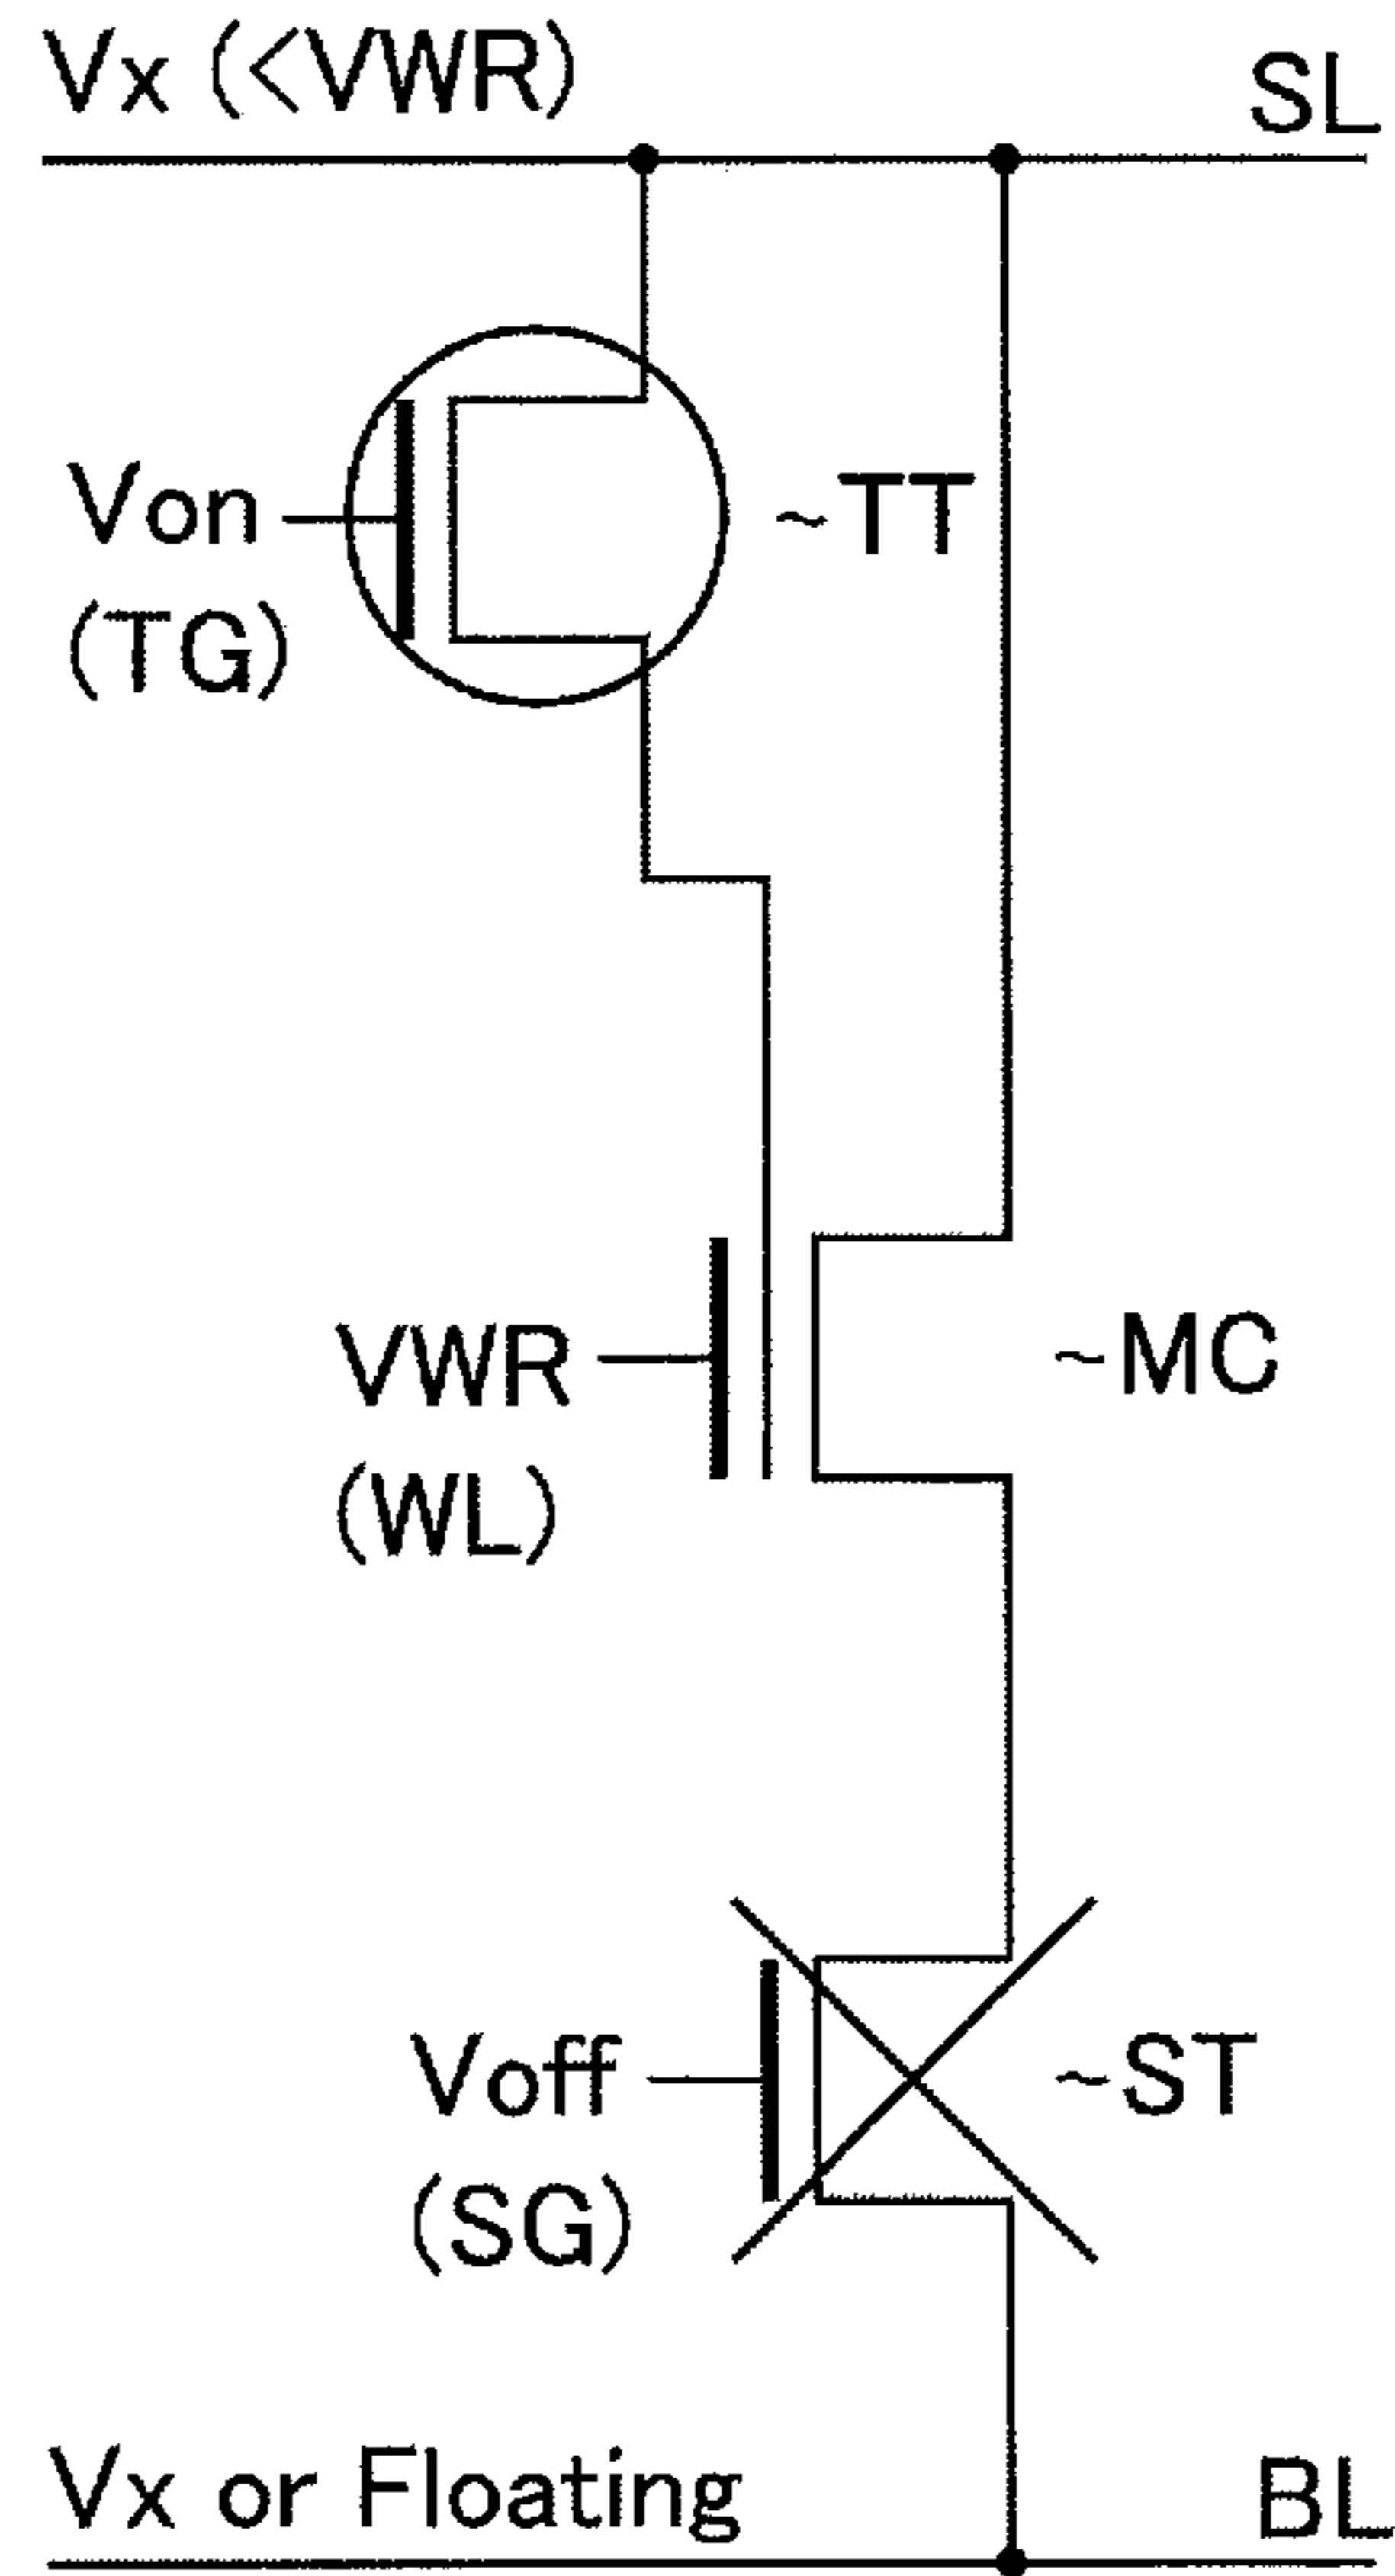 Vx (<VWR)
SL
Von
(TG)
~TT
VWR
(WL)
~MC
Voff
(SG)
~ST
Vx or Floating
BL